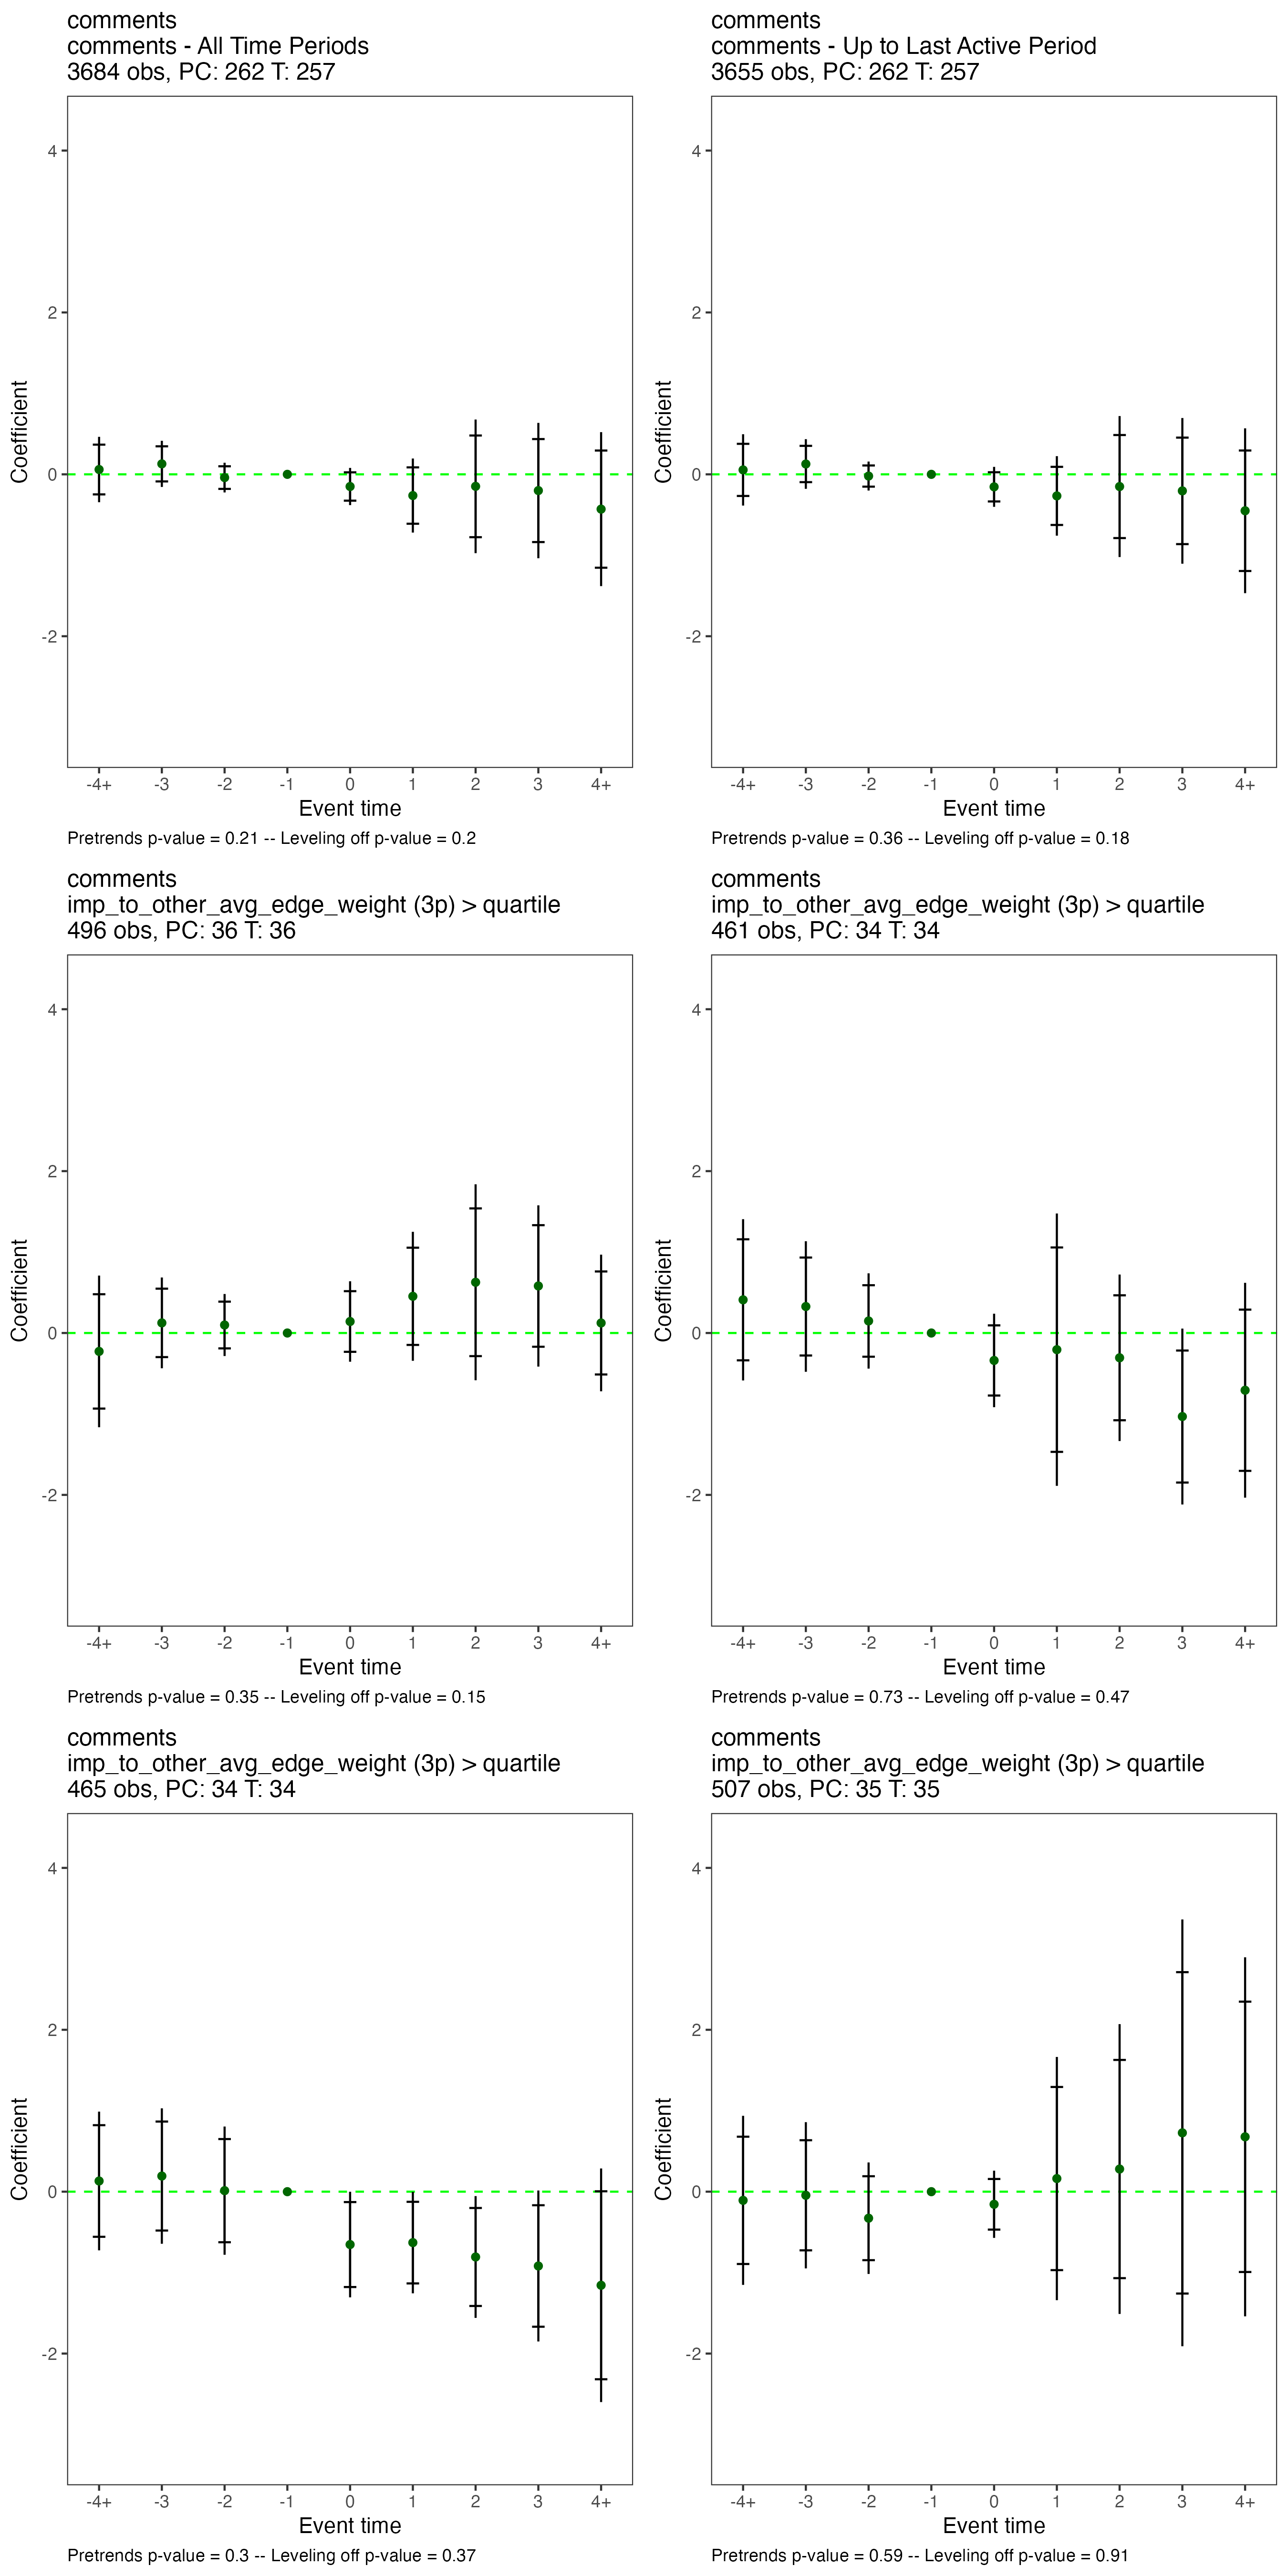 comments
comments - All Time Periods
3684 obs, PC: 262 T: 257
Coefficient
4
2
0
-2
-4+ -3 -2 -1 0 1 2 3 4+
Event time
Pretrends p-value = 0.21 -- Leveling off p-value = 0.2
comments
comments - Up to Last Active Period
3655 obs, PC: 262 T: 257
Coefficient
4
2
0
-2
-4+ -3 -2 -1 0 1 2 3 4+
Event time
Pretrends p-value = 0.36 -- Leveling off p-value = 0.18
comments
imp_to_other_avg_edge_weight (3p) > quartile
496 obs, PC: 36 T: 36
Coefficient
4
2
0
-2
-4+ -3 -2 -1 0 1 2 3 4+
Event time
Pretrends p-value = 0.35 -- Leveling off p-value = 0.15
comments
imp_to_other_avg_edge_weight (3p) > quartile
461 obs, PC: 34 T: 34
Coefficient
4
2
0
-2
-4+ -3 -2 -1 0 1 2 3 4+
Event time
Pretrends p-value = 0.73 -- Leveling off p-value = 0.47
comments
imp_to_other_avg_edge_weight (3p) > quartile
465 obs, PC: 34 T: 34
Coefficient
4
2
0
-2
-4+ -3 -2 -1 0 1 2 3 4+
Event time
Pretrends p-value = 0.3 -- Leveling off p-value = 0.37
comments
imp_to_other_avg_edge_weight (3p) > quartile
507 obs, PC: 35 T: 35
Coefficient
4
2
0
-2
-4+ -3 -2 -1 0 1 2 3 4+
Event time
Pretrends p-value = 0.59 -- Leveling off p-value = 0.91